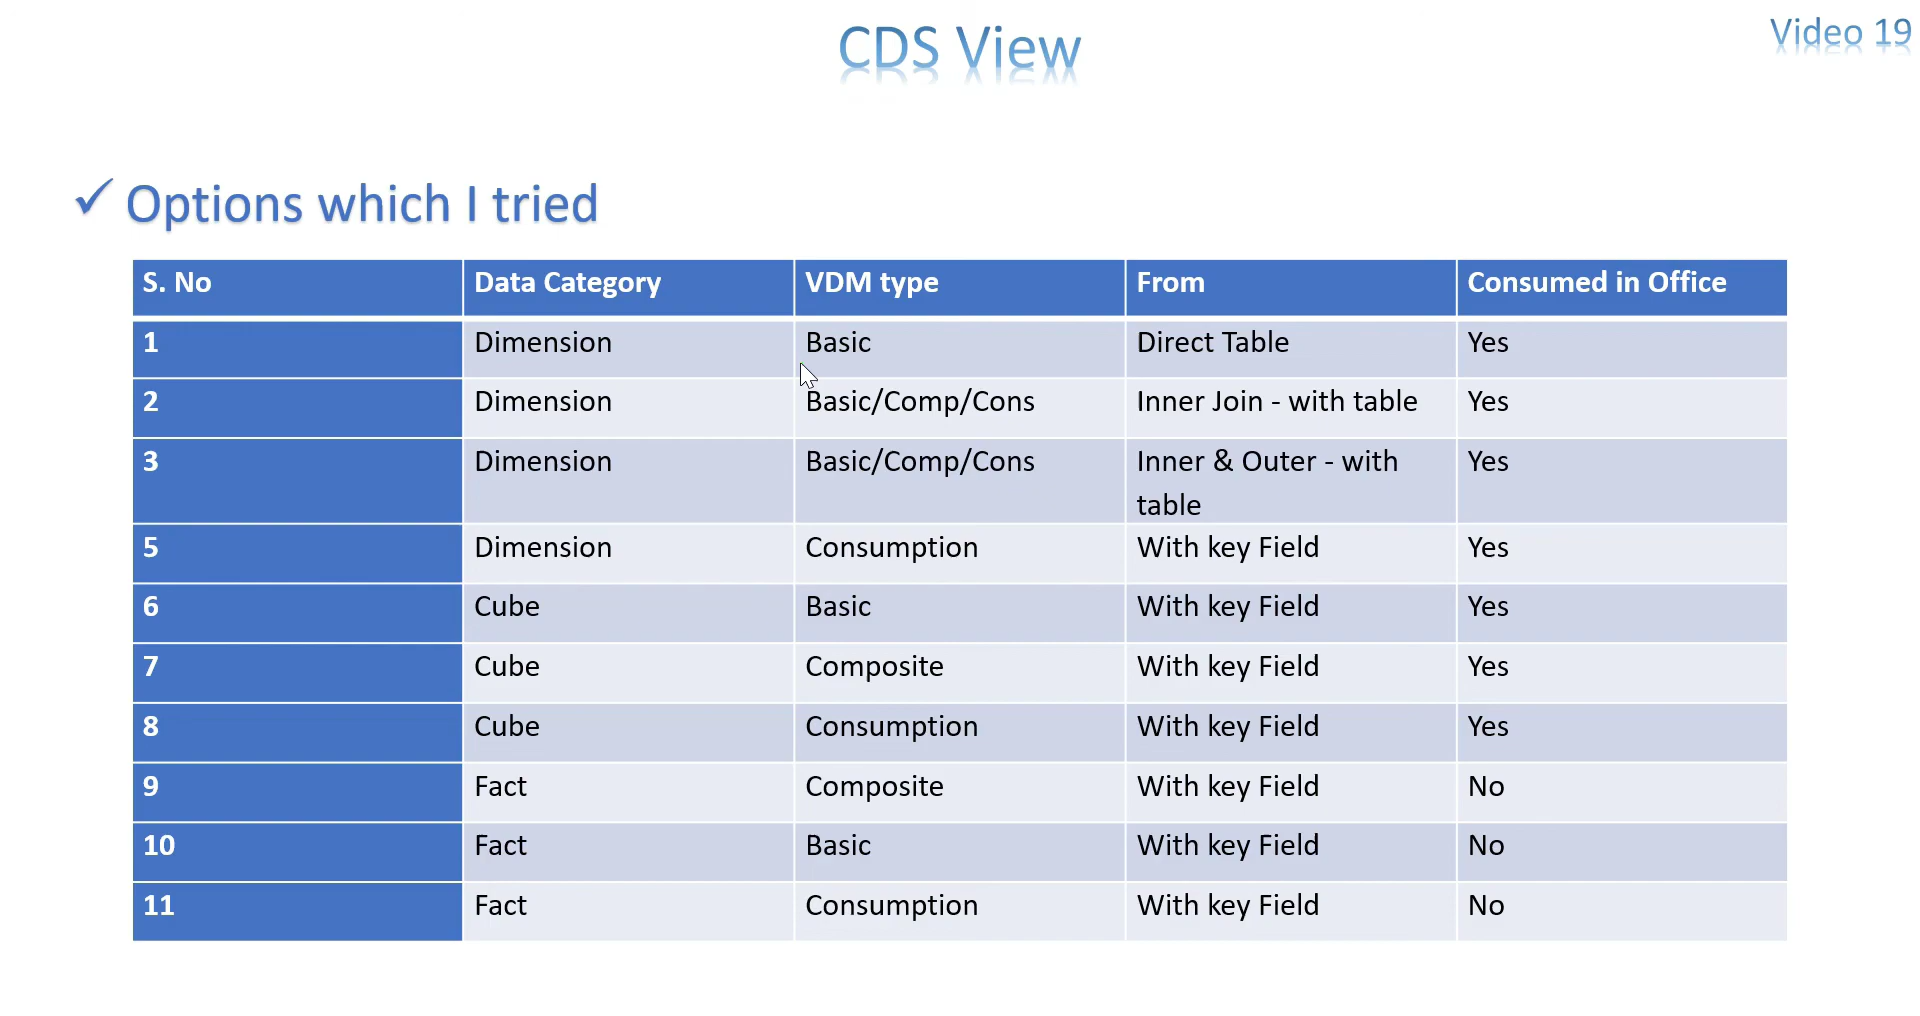 CDS View
Video 19
✓ Options which I tried
S. No Data Category VDM type From Consumed in Office
1 Dimension Basic Direct Table Yes
2 Dimension Basic/Comp/Cons Inner Join - with table Yes
3 Dimension Basic/Comp/Cons Inner & Outer - with Yes
table
5 Dimension Consumption With key Field Yes
6 Cube Basic With key Field Yes
7 Cube Composite With key Field Yes
8 Cube Consumption With key Field Yes
9 Fact Composite With key Field No
10 Fact Basic With key Field No
11 Fact Consumption With key Field No